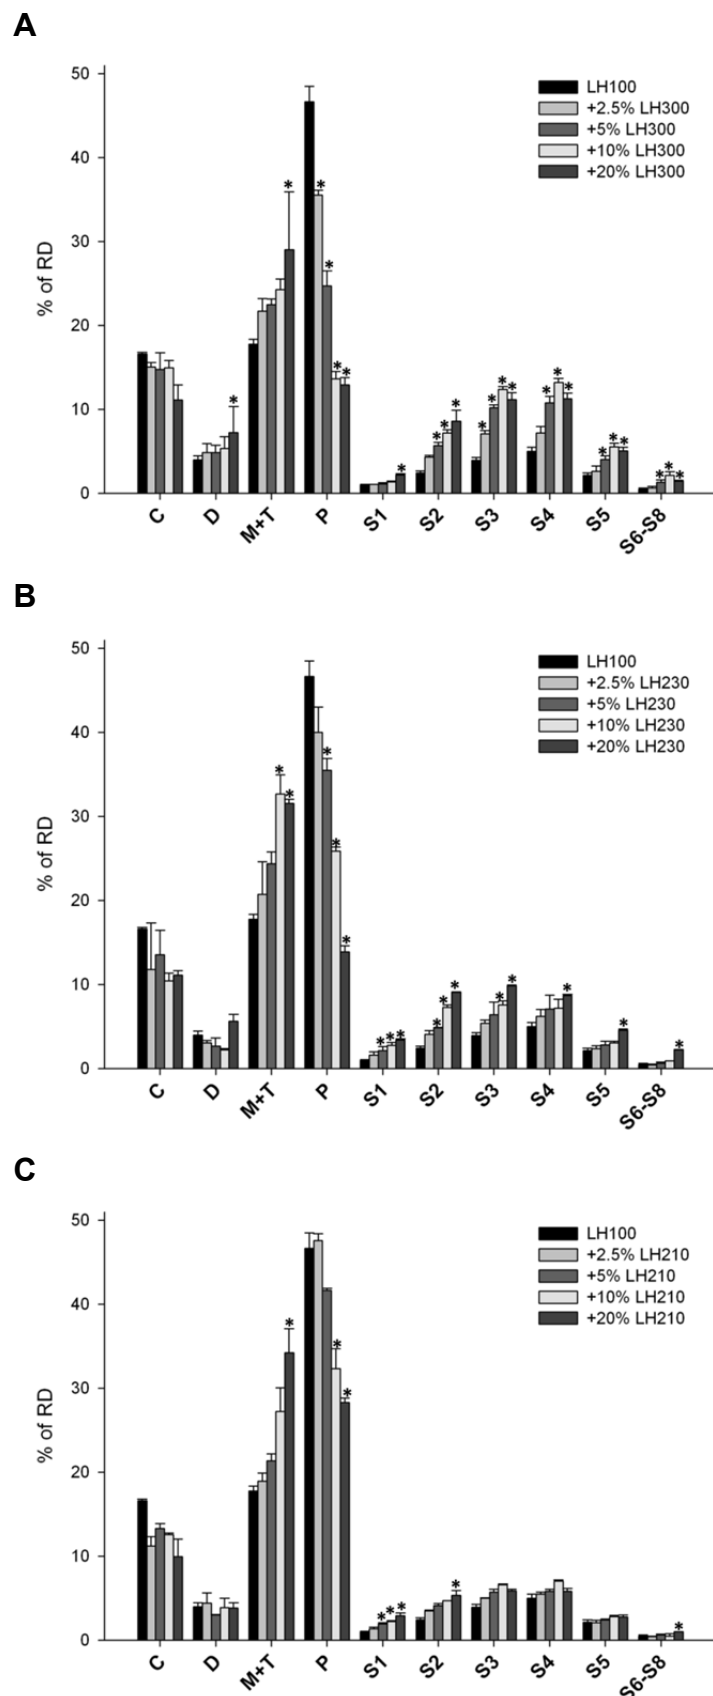 A
50
40
30
20
10
0
% of RD
LH100
+2.5% LH300
+5% LH300
+10% LH300
+20% LH300
* * * * * * * * * * * * * * * * * * * * * * * *
C D M+T P S1 S2 S3 S4 S5 S6-S8
B
50
40
30
20
10
0
% of RD
LH100
+2.5% LH230
+5% LH230
+10% LH230
+20% LH230
* * * * * * * * * * * * * * * *
C D M+T P S1 S2 S3 S4 S5 S6-S8
C
50
40
30
20
10
0
% of RD
LH100
+2.5% LH210
+5% LH210
+10% LH210
+20% LH210
* * * * * * * *
C D M+T P S1 S2 S3 S4 S5 S6-S8